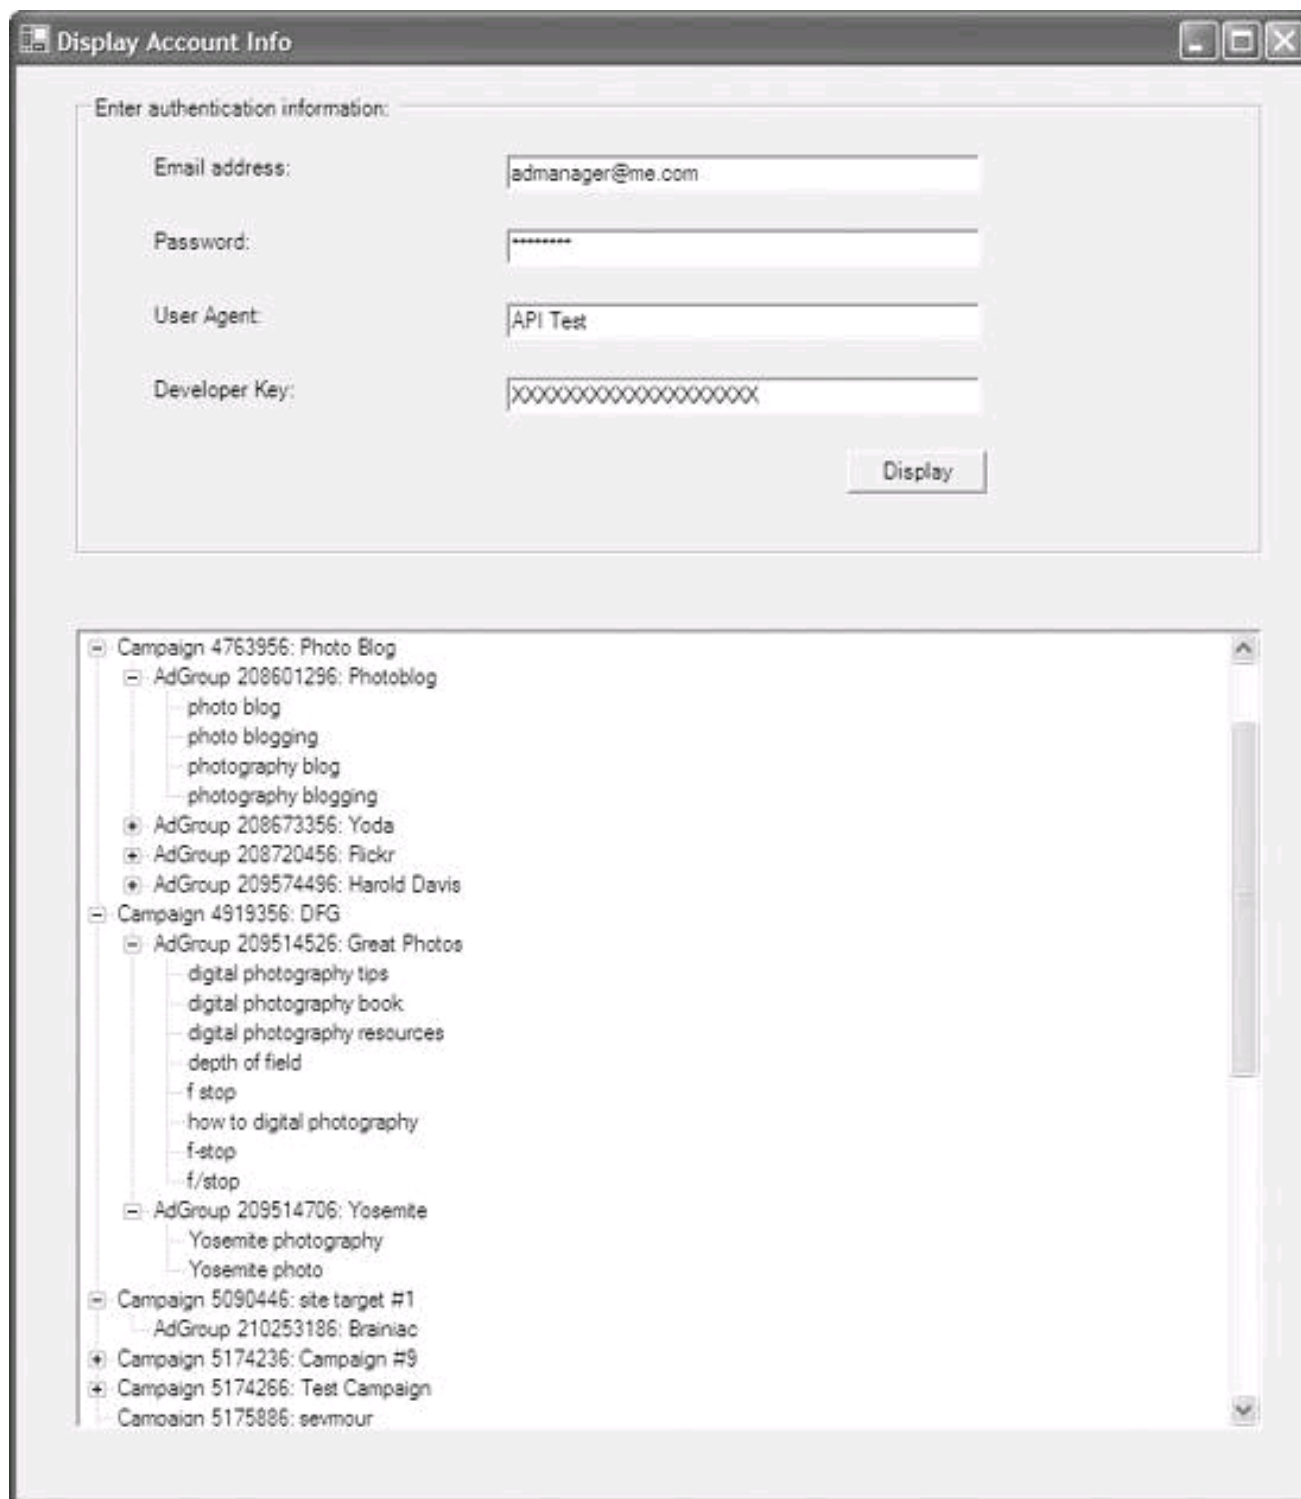 Display Account Info
Enter authentication information:
Email address:
admanager@me.com
Password:
********
User Agent:
API Test
Developer Key:
XXXXXXXXXXXXXXXXXXX
Display
Campaign 4763956: Photo Blog
AdGroup 208601296: Photoblog
photo blog
photo blogging
photography blog
photography blogging
AdGroup 208673356: Yoda
AdGroup 208720456: Flickr
AdGroup 209574496: Harold Davis
Campaign 4919356: DFG
AdGroup 209514526: Great Photos
digital photography tips
digital photography book
digital photography resources
depth of field
f stop
how to digital photography
f-stop
f/stop
AdGroup 209514706: Yosemite
Yosemite photography
Yosemite photo
Campaign 5090446: site target #1
AdGroup 210253186: Brainiac
Campaign 5174236: Campaign #9
Campaign 5174266: Test Campaign
Campaign 5175886: seymour